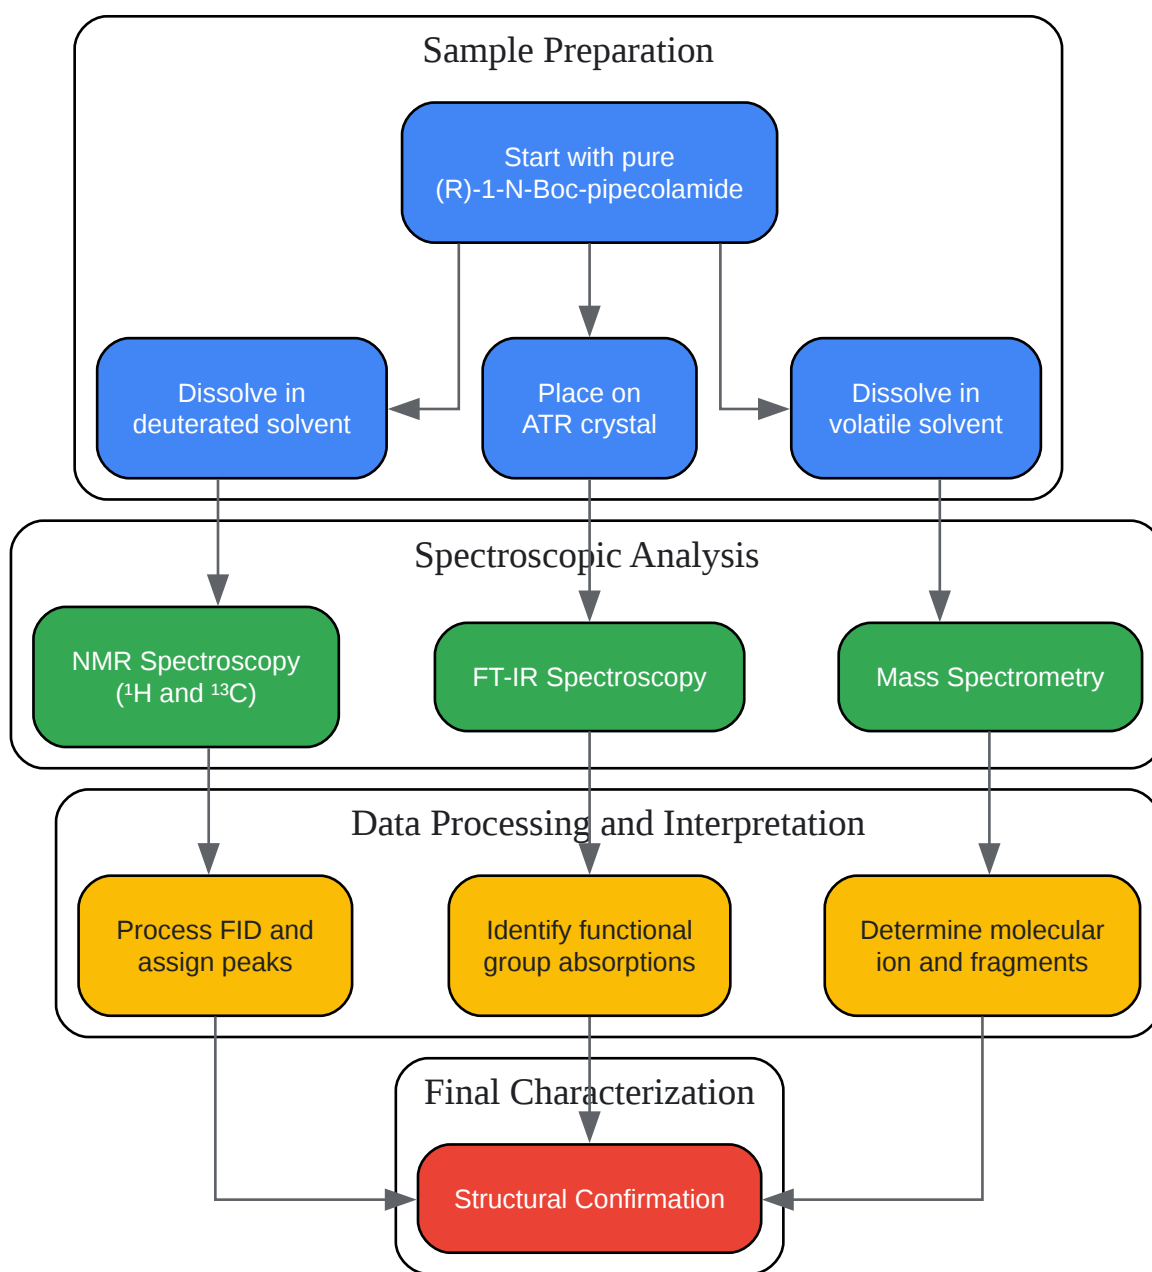 Sample Preparation
Start with pure
(R)-1-N-Boc-pipecolamide
Dissolve in
deuterated solvent
Place on
ATR crystal
Dissolve in
volatile solvent
Spectroscopic Analysis
NMR Spectroscopy
(¹H and ¹³C)
FT-IR Spectroscopy
Mass Spectrometry
Data Processing and Interpretation
Process FID and
assign peaks
Identify functional
group absorptions
Determine molecular
ion and fragments
Final Characterization
Structural Confirmation